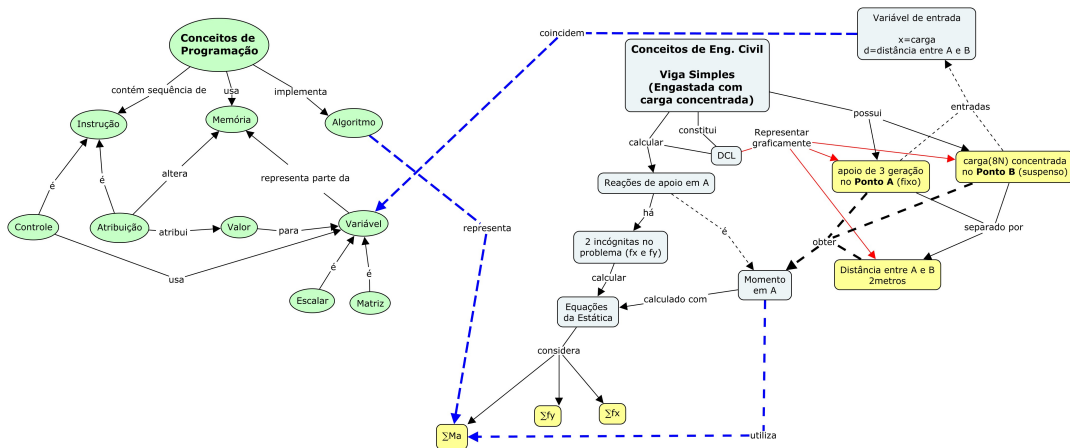 Conceitos de
Programação
contém sequência de
usa
implementa
Instrução
Memória
Algoritmo
é
é
altera
representa parte da
Controle
Atribuição
atribui
Valor
para
Variável
usa
é
é
Escalar
Matriz
coincidem
representa
Variável de entrada
x=carga
d=distância entre A e B
Conceitos de Eng. Civil
Viga Simples
(Engastada com
carga concentrada)
constitui
calcular
DCL
Representar
graficamente
possui
entradas
apoio de 3 geração
no Ponto A (fixo)
carga(8N) concentrada
no Ponto B (suspenso)
Reações de apoio em A
há
é
obter
separado por
2 incógnitas no
problema (fx e fy)
Distância entre A e B
2metros
calcular
calculado com
Momento
em A
Equações
da Estática
considera
∑Ma
∑fy
∑fx
utiliza